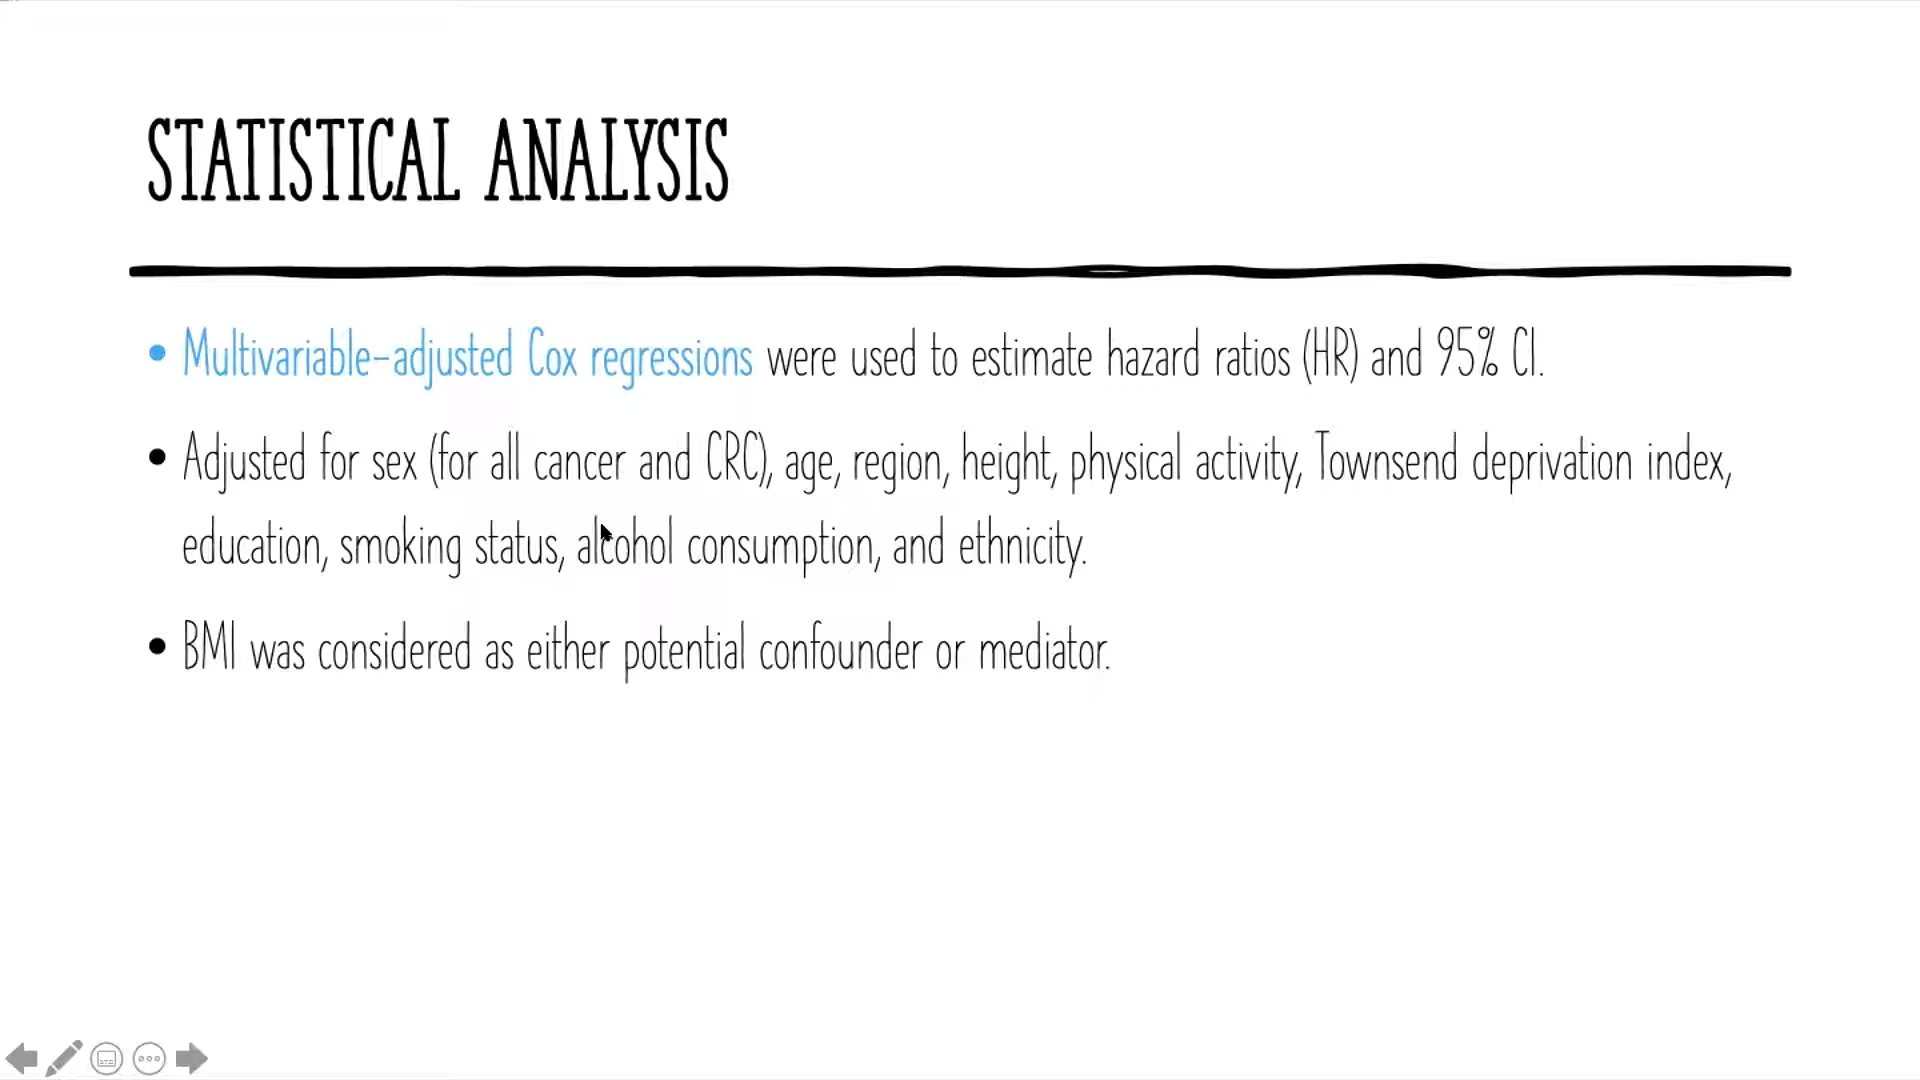 STATISTICAL ANALYSIS
• Multivariable-adjusted Cox regressions were used to estimate hazard ratios (HR) and 95% CI.
• Adjusted for sex (for all cancer and CRC), age, region, height, physical activity, Townsend deprivation index,
education, smoking status, alcohol consumption, and ethnicity.
• BMI was considered as either potential confounder or mediator.